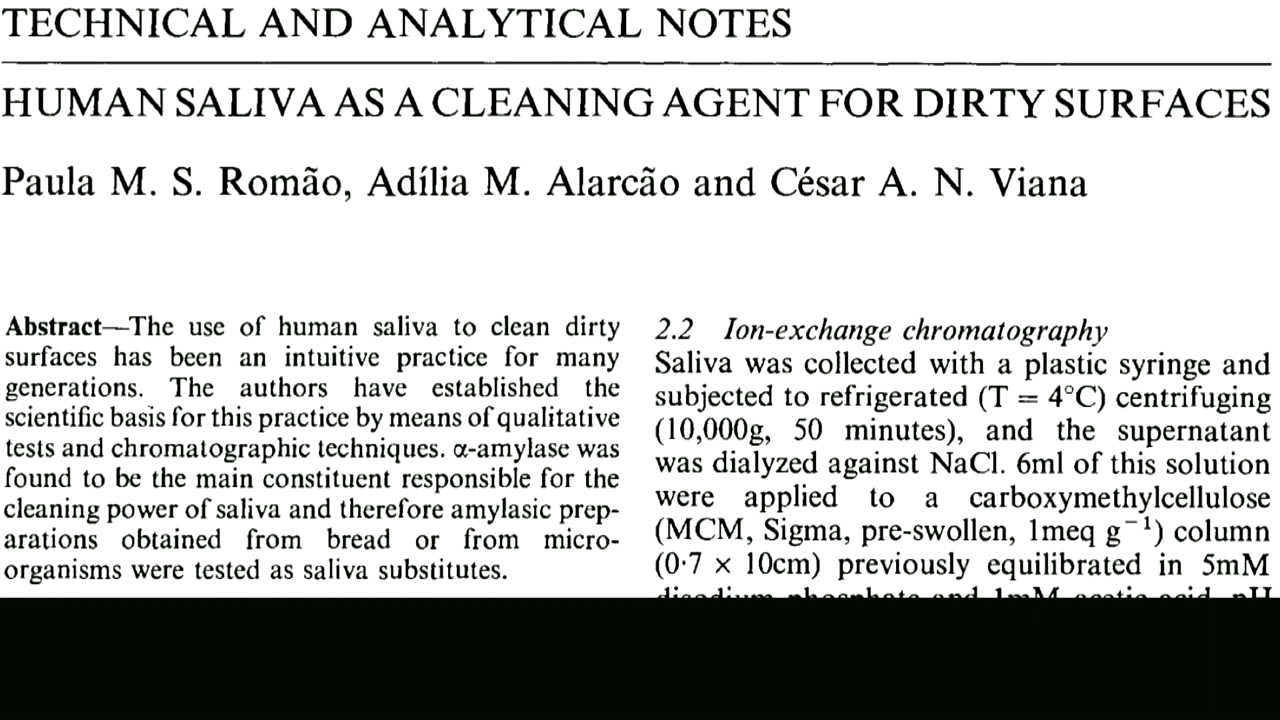 TECHNICAL AND ANALYTICAL NOTES
HUMAN SALIVA AS A CLEANING AGENT FOR DIRTY SURFACES
Paula M. S. Romão, Adília M. Alarcão and César A. N. Viana
Abstract—The use of human saliva to clean dirty
surfaces has been an intuitive practice for many
generations. The authors have established the
scientific basis for this practice by means of qualitative
tests and chromatographic techniques. α-amylase was
found to be the main constituent responsible for the
cleaning power of saliva and therefore amylasic prep-
arations obtained from bread or from micro-
organisms were tested as saliva substitutes.
2.2 Ion-exchange chromatography
Saliva was collected with a plastic syringe and
subjected to refrigerated (T = 4°C) centrifuging
(10,000g, 50 minutes), and the supernatant
was dialyzed against NaCl. 6ml of this solution
were applied to a carboxymethylcellulose
(MCM, Sigma, pre-swollen, 1meq g⁻¹) column
(0·7 × 10cm) previously equilibrated in 5mM
disodium phosphate and 1mM acetic acid, pH